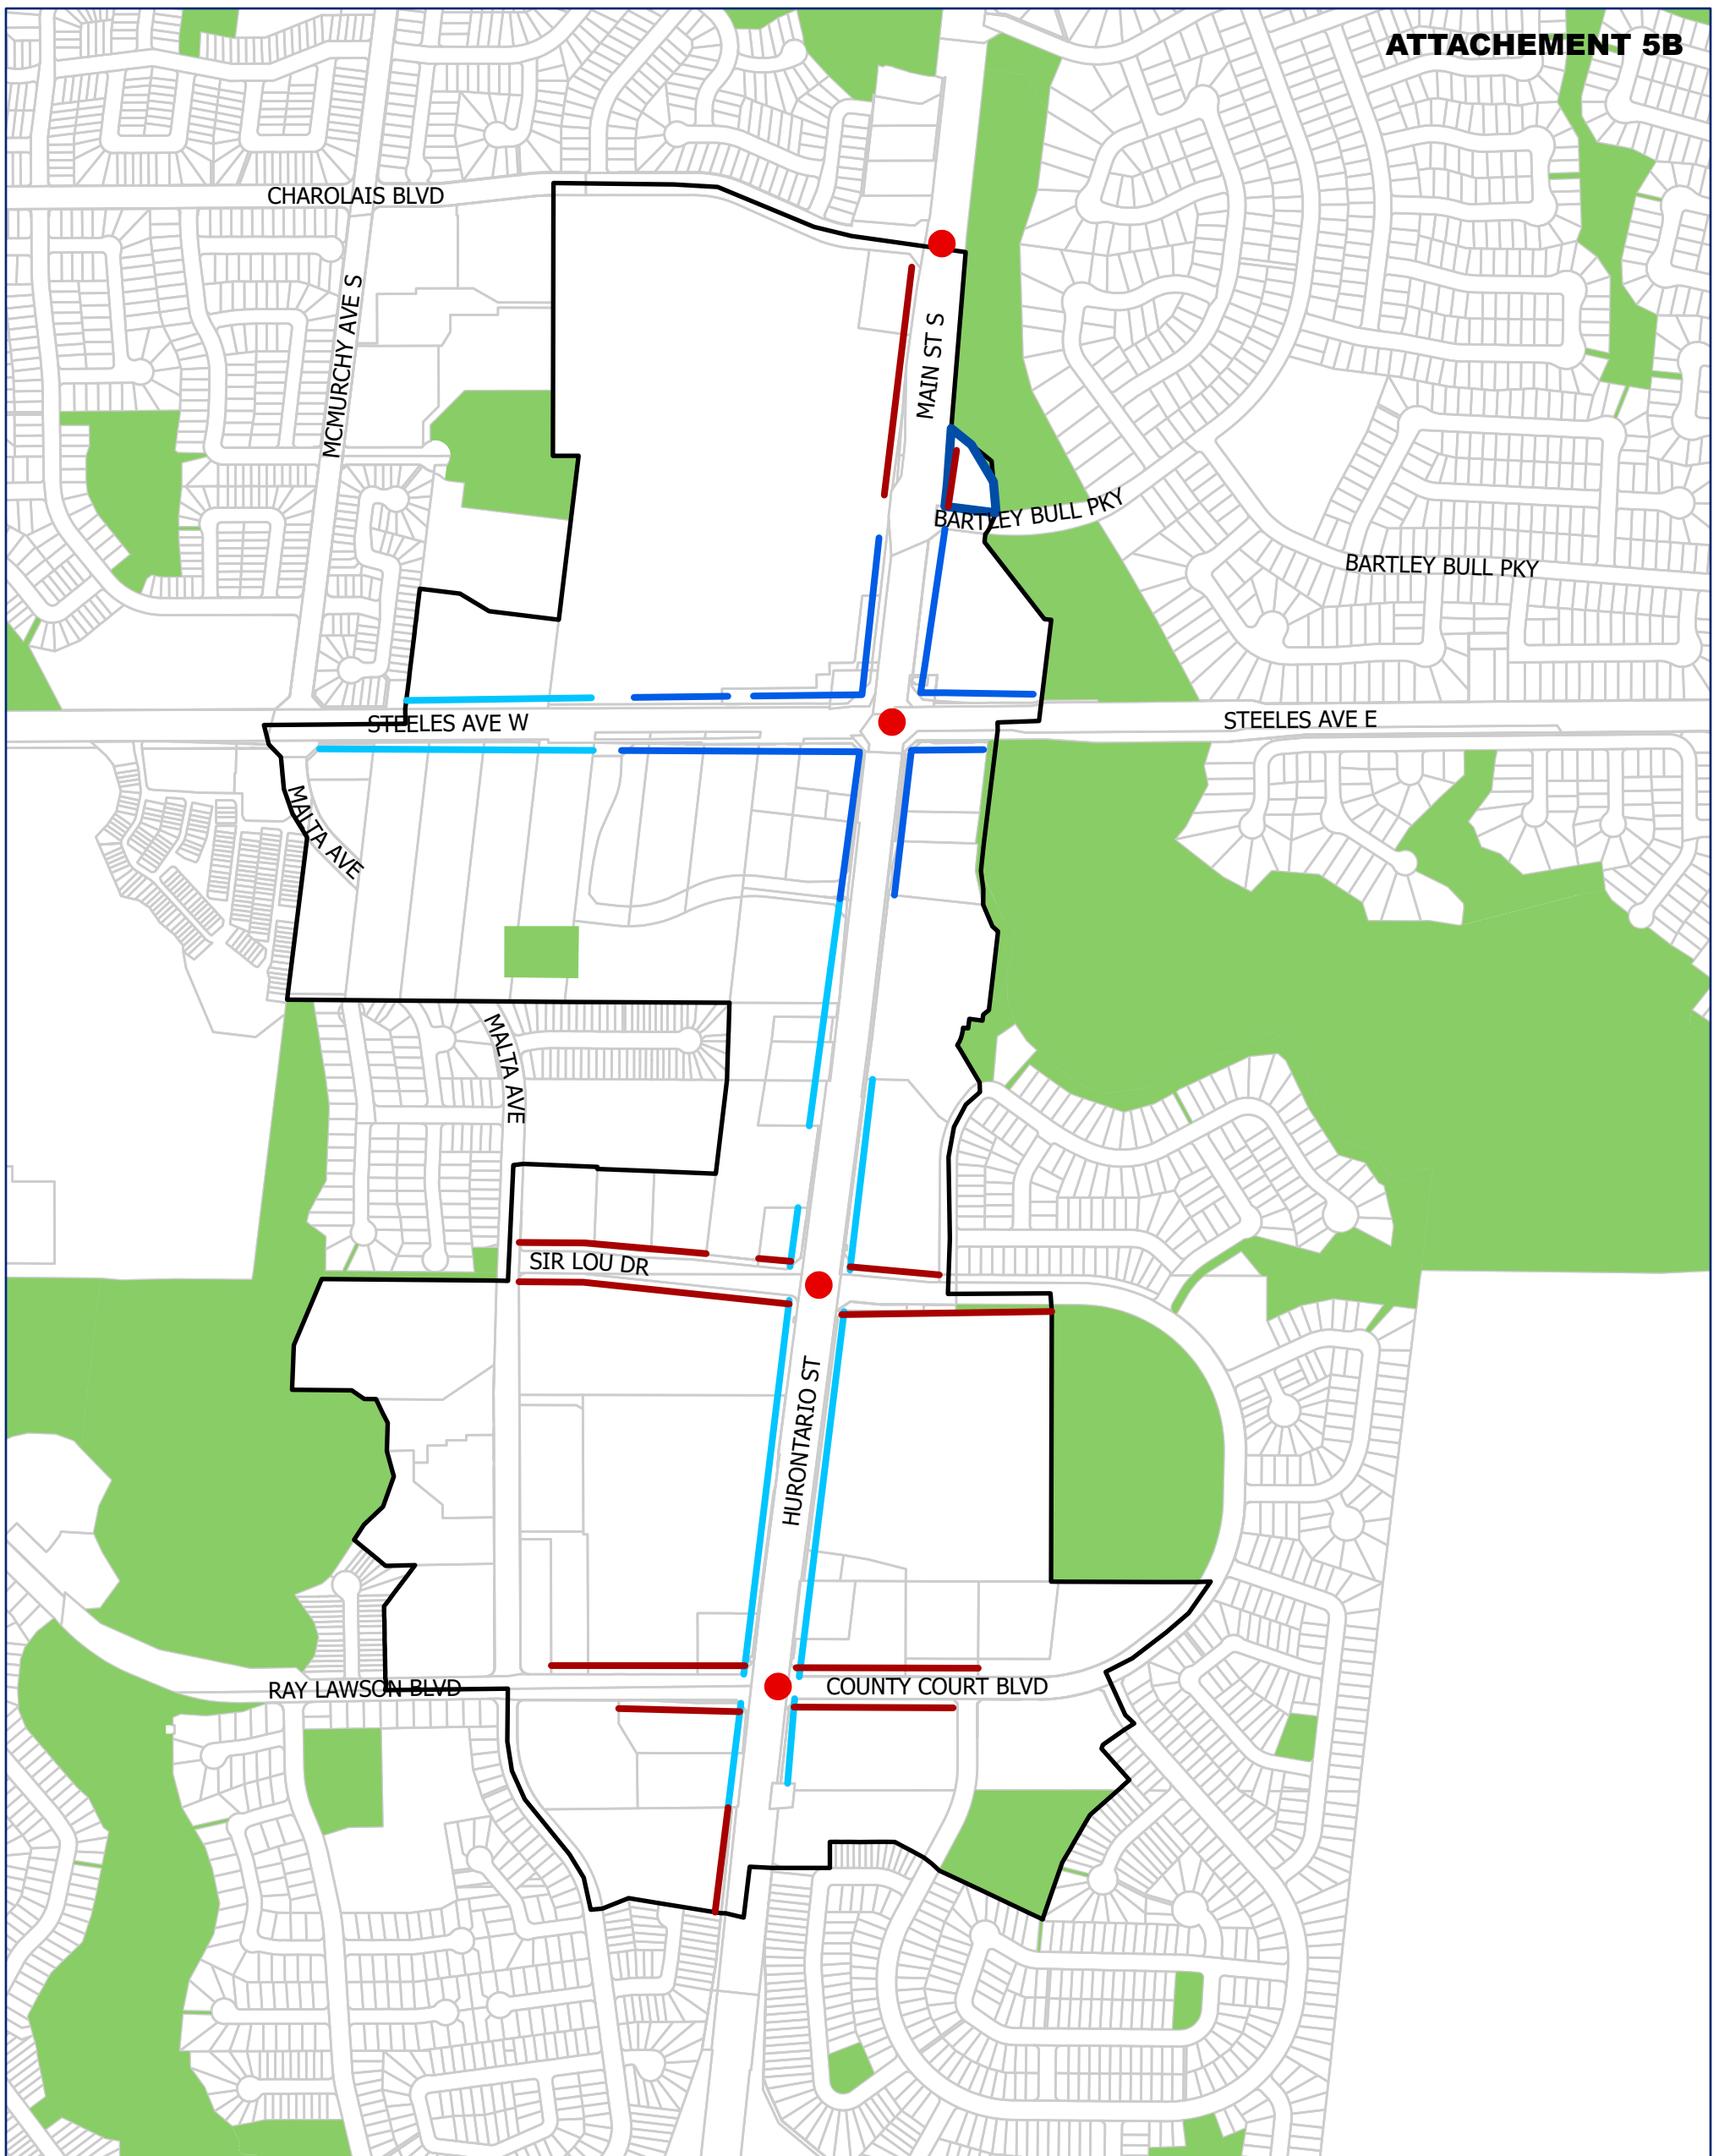 ATTACHEMENT 5B
CHAROLAIS BLVD
MCMURCHY AVE S
MAIN ST S
BARTLEY BULL PKY
BARTLEY BULL PKY
STEELES AVE W
STEELES AVE E
MALTA AVE
MALTA AVE
SIR LOU DR
HURONTARIO ST
RAY LAWSON BLVD
COUNTY COURT BLVD